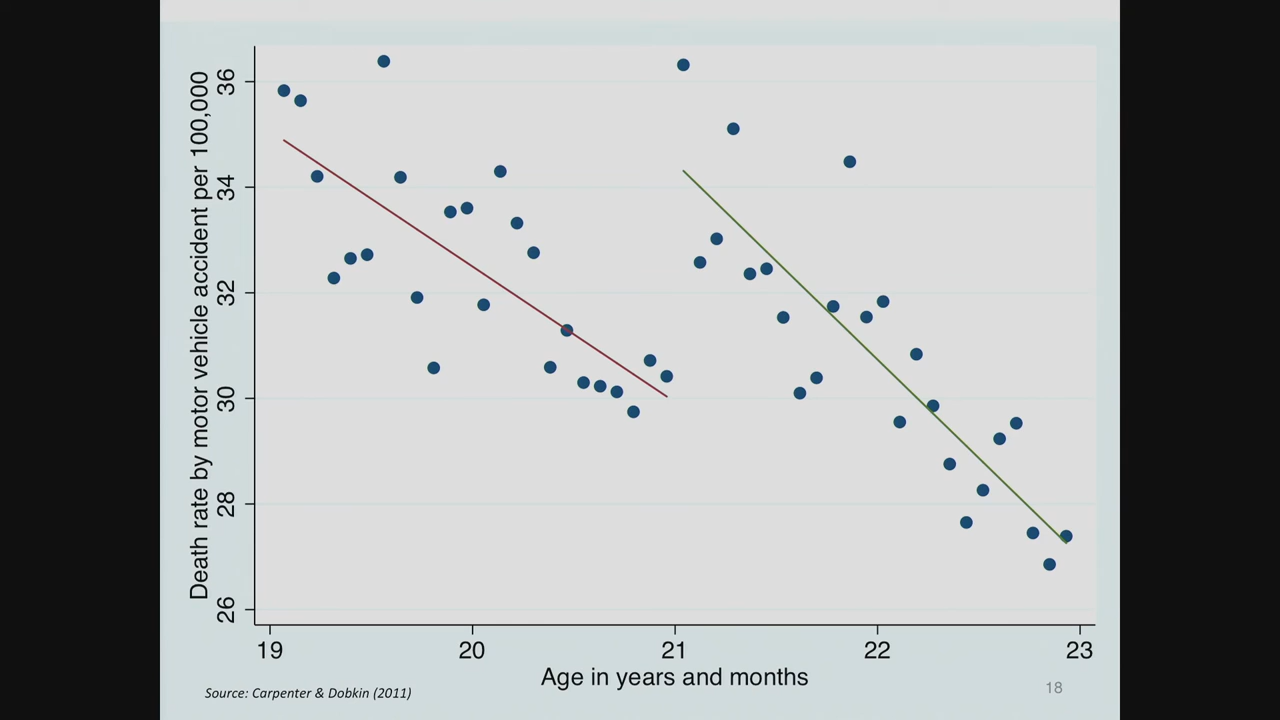 Death rate by motor vehicle accident per 100,000
36
34
32
30
28
26
19 20 21 22 23
Age in years and months
Source: Carpenter & Dobkin (2011)
18